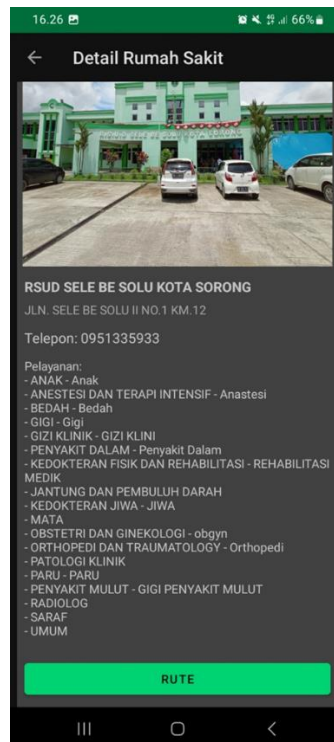 16.26
66%
Detail Rumah Sakit
RSUD SELE BE SOLU KOTA SORONG
JLN. SELE BE SOLU II NO.1 KM.12
Telepon: 0951335933
Pelayanan:
- ANAK - Anak
- ANESTESI DAN TERAPI INTENSIF - Anastesi
- BEDAH - Bedah
- GIGI - Gigi
- GIZI KLINIK - GIZI KLINI
- PENYAKIT DALAM - Penyakit Dalam
- KEDOKTERAN FISIK DAN REHABILITASI - REHABILITASI
MEDIK
- JANTUNG DAN PEMBULUH DARAH
- KEDOKTERAN JIWA - JIWA
- MATA
- OBSTETRI DAN GINEKOLOGI - obgyn
- ORTHOPEDI DAN TRAUMATOLOGY - Orthopedi
- PATOLOGI KLINIK
- PARU - PARU
- PENYAKIT MULUT - GIGI PENYAKIT MULUT
- RADIOLOG
- SARAF
- UMUM
RUTE